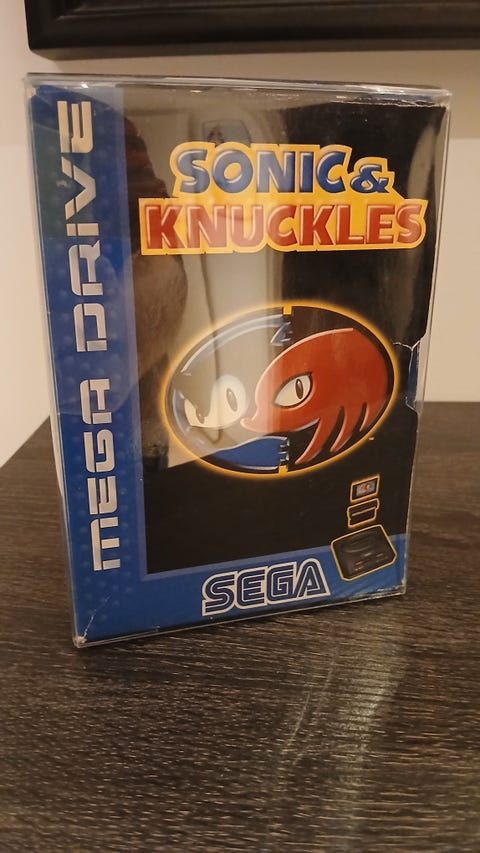 MEGA DRIVE
SONIC &
KNUCKLES
SEGA